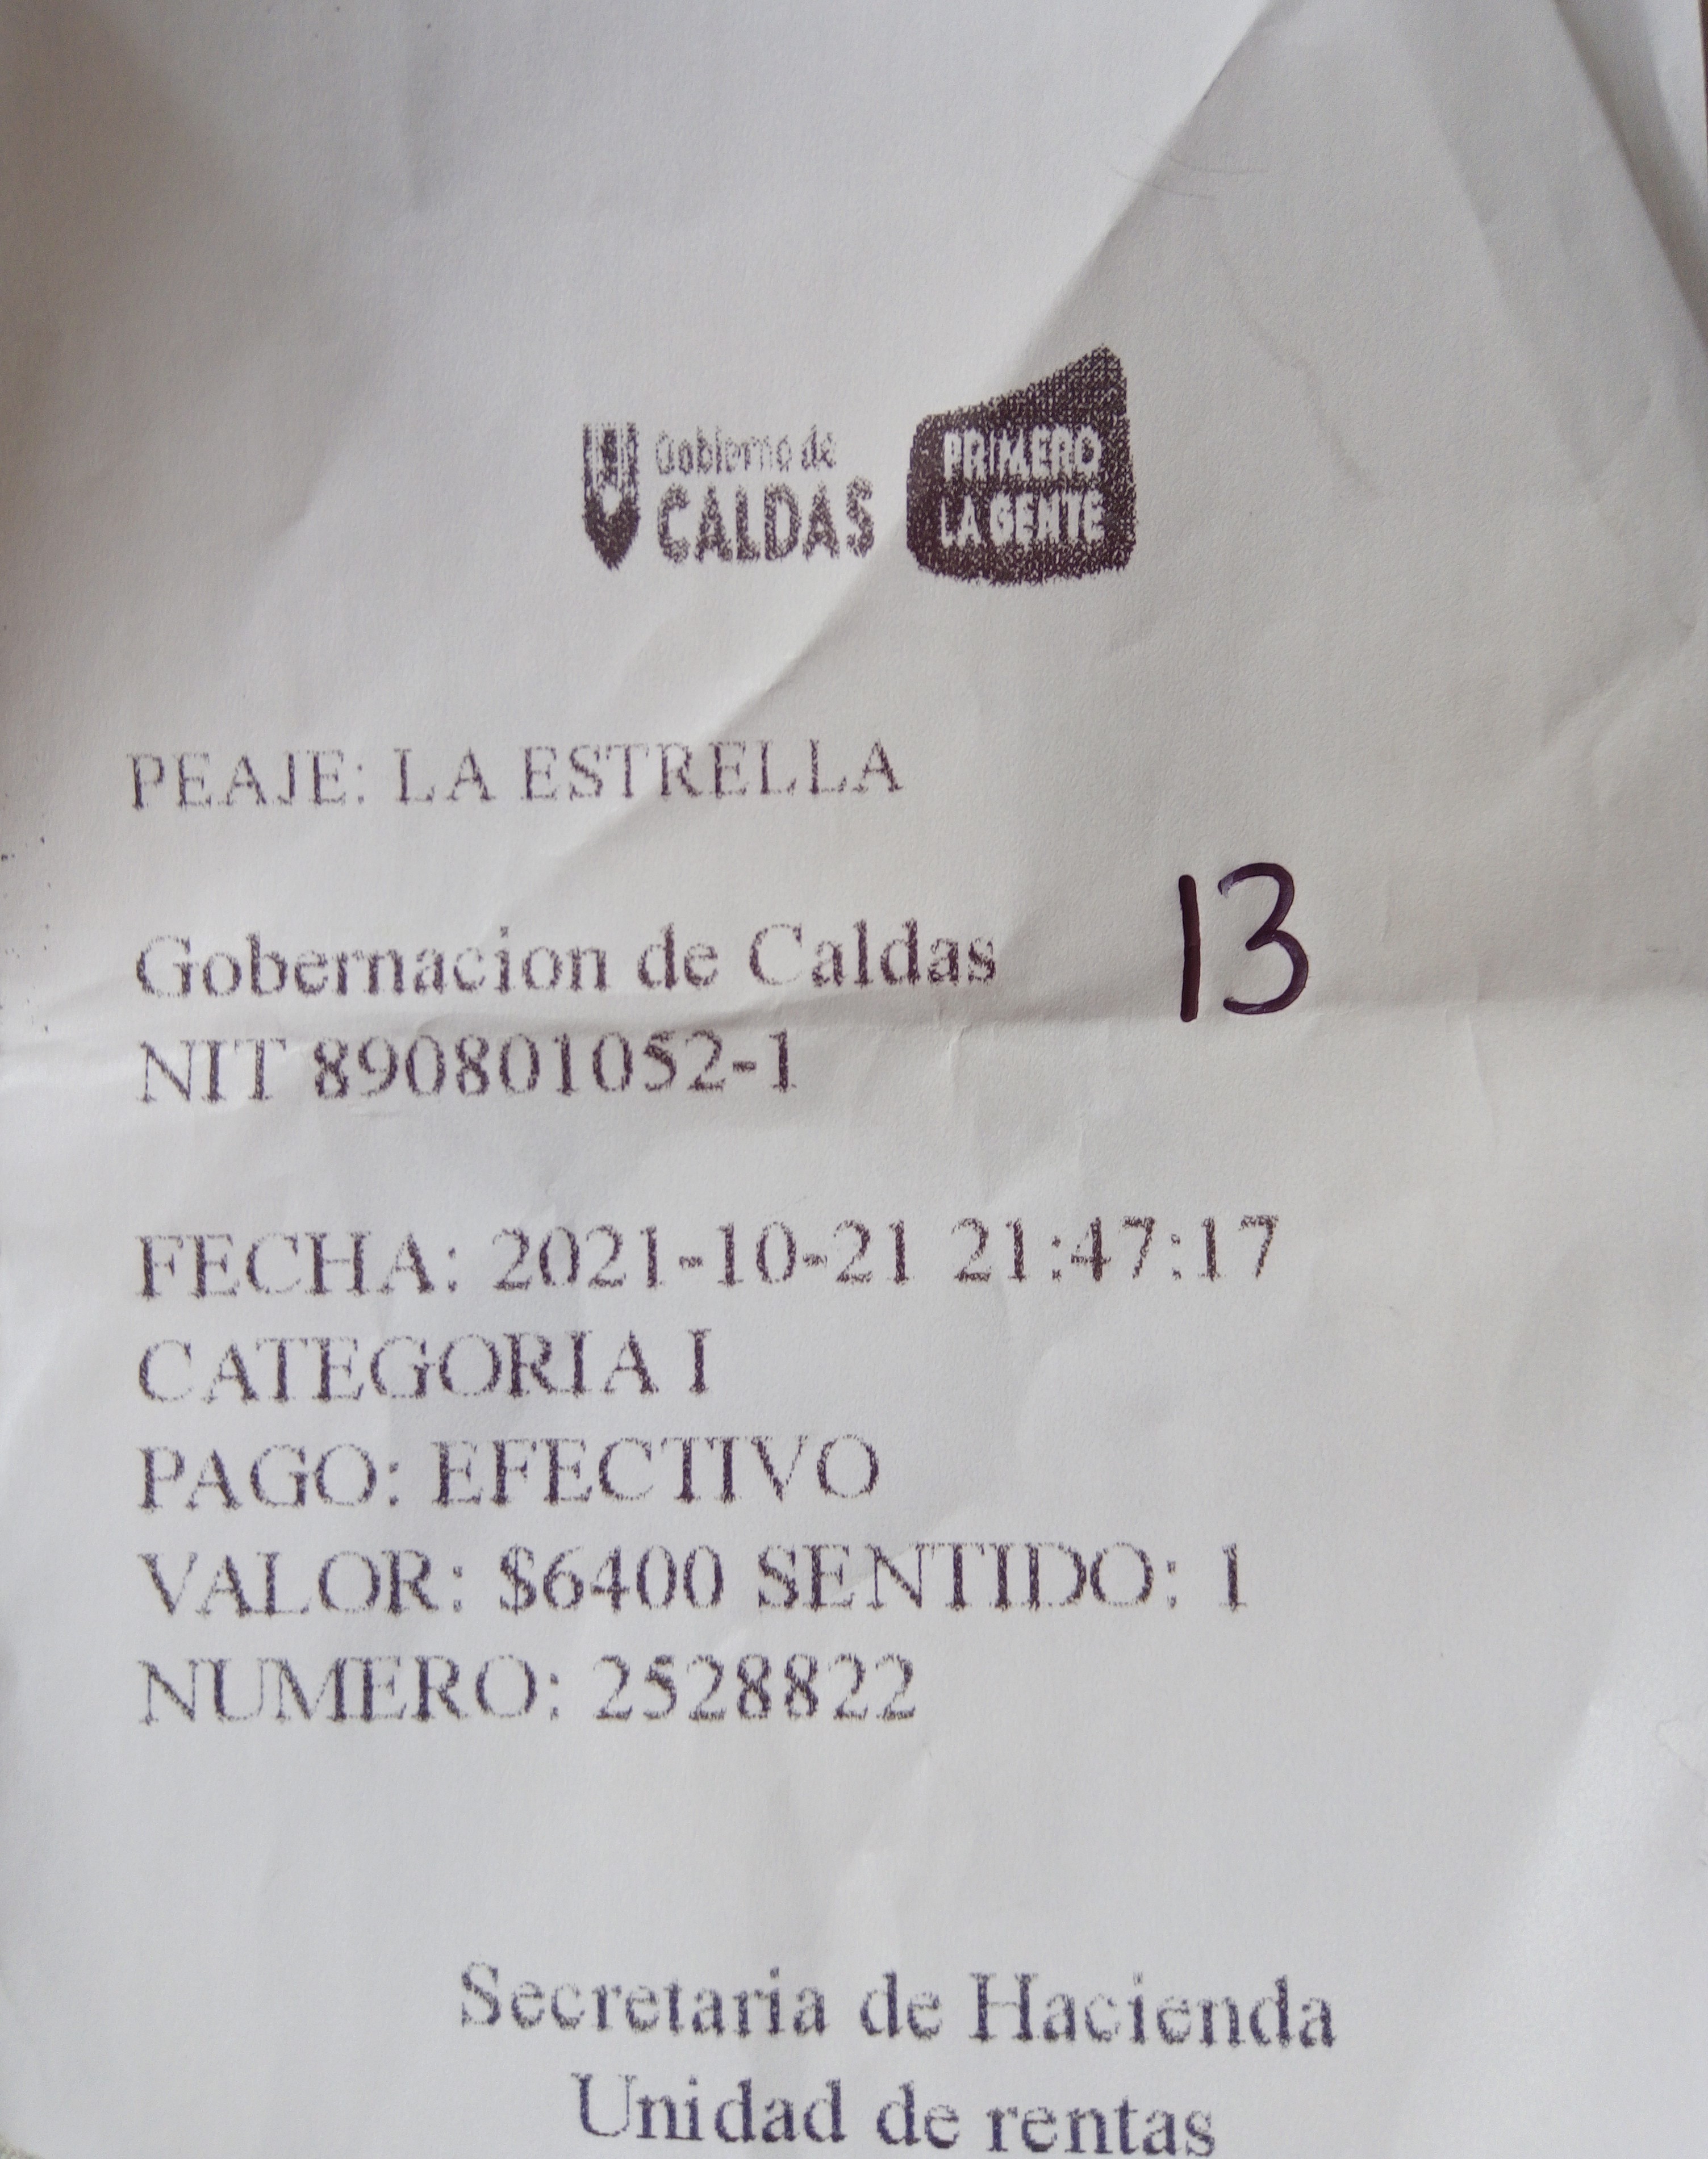 Gobierno de
CALDAS
PRIMERO
LA GENTE
PEAJE: LA ESTRELLA
13
Gobernacion de Caldas
NIT 890801052-1
FECHA: 2021-10-21 21:47:17
CATEGORIA I
PAGO: EFECTIVO
VALOR: $6400 SENTIDO: 1
NUMERO: 2528822
Secretaria de Hacienda
Unidad de rentas